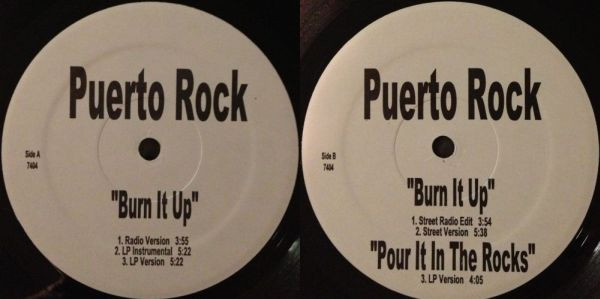 Puerto Rock
Side A
7404
"Burn It Up"
1. Radio Version 3:55
2. LP Instrumental 5:22
3. LP Version 5:22
Puerto Rock
Side B
7404
"Burn It Up"
1. Street Radio Edit 3:54
2. Street Version 5:38
"Pour It In The Rocks"
3. LP Version 4:05